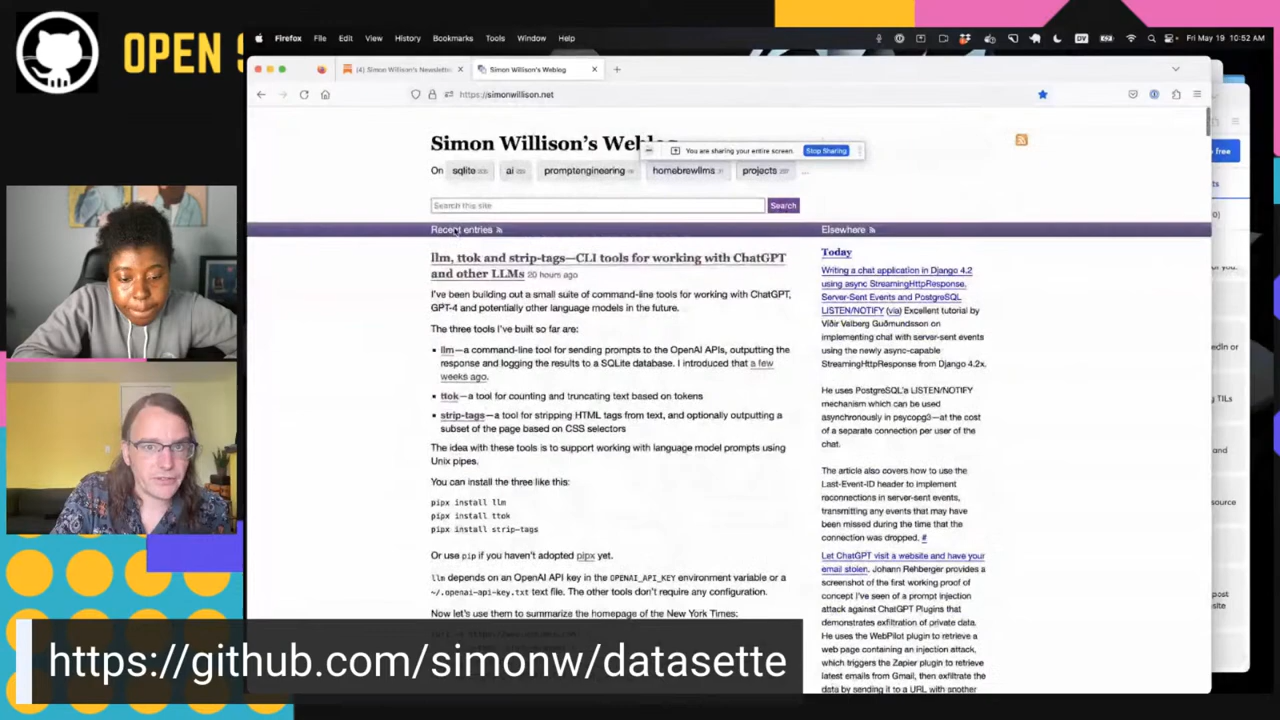 OPEN S
Firefox File Edit View History Bookmarks Tools Window Help
Fri May 19 10:52 AM
(4) Simon Willison's Newslette
Simon Willison's Weblog
https://simonwillison.net
Simon Willison's Weblog
You are sharing your entire screen.
Stop Sharing
On sqlite ai promptengineering homebrewllms projects ...
Search this site
Search
Recent entries
llm, ttok and strip-tags—CLI tools for working with ChatGPT
and other LLMs 20 hours ago
I've been building out a small suite of command-line tools for working with ChatGPT,
GPT-4 and potentially other language models in the future.
The three tools I've built so far are:
▪ llm—a command-line tool for sending prompts to the OpenAI APIs, outputting the
response and logging the results to a SQLite database. I introduced that a few
weeks ago.
▪ ttok—a tool for counting and truncating text based on tokens
▪ strip-tags—a tool for stripping HTML tags from text, and optionally outputting a
subset of the page based on CSS selectors
The idea with these tools is to support working with language model prompts using
Unix pipes.
You can install the three like this:
pipx install llm
pipx install ttok
pipx install strip-tags
Or use pip if you haven't adopted pipx yet.
llm depends on an OpenAI API key in the OPENAI_API_KEY environment variable or a
~/.openai-api-key.txt text file. The other tools don't require any configuration.
Now let's use them to summarize the homepage of the New York Times:
Elsewhere
Today
Writing a chat application in Django 4.2
using async StreamingHttpResponse,
Server-Sent Events and PostgreSQL
LISTEN/NOTIFY (via) Excellent tutorial by
Víðir Valberg Guðmundsson on
implementing chat with server-sent events
using the newly async-capable
StreamingHttpResponse from Django 4.2x.
He uses PostgreSQL'a LISTEN/NOTIFY
mechanism which can be used
asynchronously in psycopg3—at the cost
of a separate connection per user of the
chat.
The article also covers how to use the
Last-Event-ID header to implement
reconnections in server-sent events,
transmitting any events that may have
been missed during the time that the
connection was dropped. #
Let ChatGPT visit a website and have your
email stolen. Johann Rehberger provides a
screenshot of the first working proof of
concept I've seen of a prompt injection
attack against ChatGPT Plugins that
demonstrates exfiltration of private data.
He uses the WebPilot plugin to retrieve a
web page containing an injection attack,
which triggers the Zapier plugin to retrieve
latest emails from Gmail, then exfiltrate the
data by sending it to a URL with another
free
edIn or
TILs
and
source
post
site
https://github.com/simonw/datasette